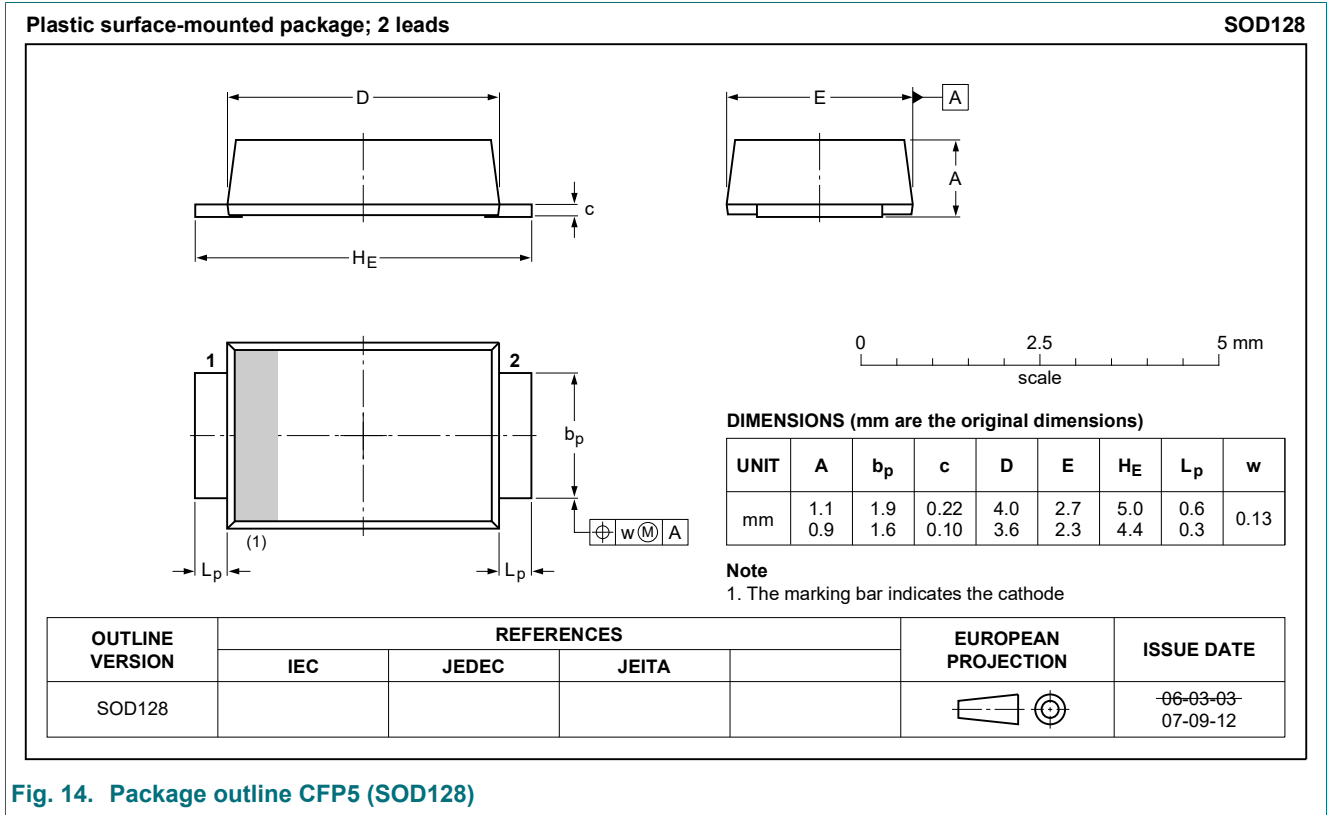 Plastic surface-mounted package; 2 leads SOD128
D
E
A
A
c
HE
1
2
bp
w M A
(1)
Lp
Lp
0 2.5 5 mm
scale
DIMENSIONS (mm are the original dimensions)
UNIT A bp c D E HE Lp w
mm 1.1 1.9 0.22 4.0 2.7 5.0 0.6 0.13
0.9 1.6 0.10 3.6 2.3 4.4 0.3
Note
1. The marking bar indicates the cathode
OUTLINE VERSION
REFERENCES
IEC JEDEC JEITA
EUROPEAN PROJECTION
ISSUE DATE
SOD128
06-03-03
07-09-12
Fig. 14. Package outline CFP5 (SOD128)